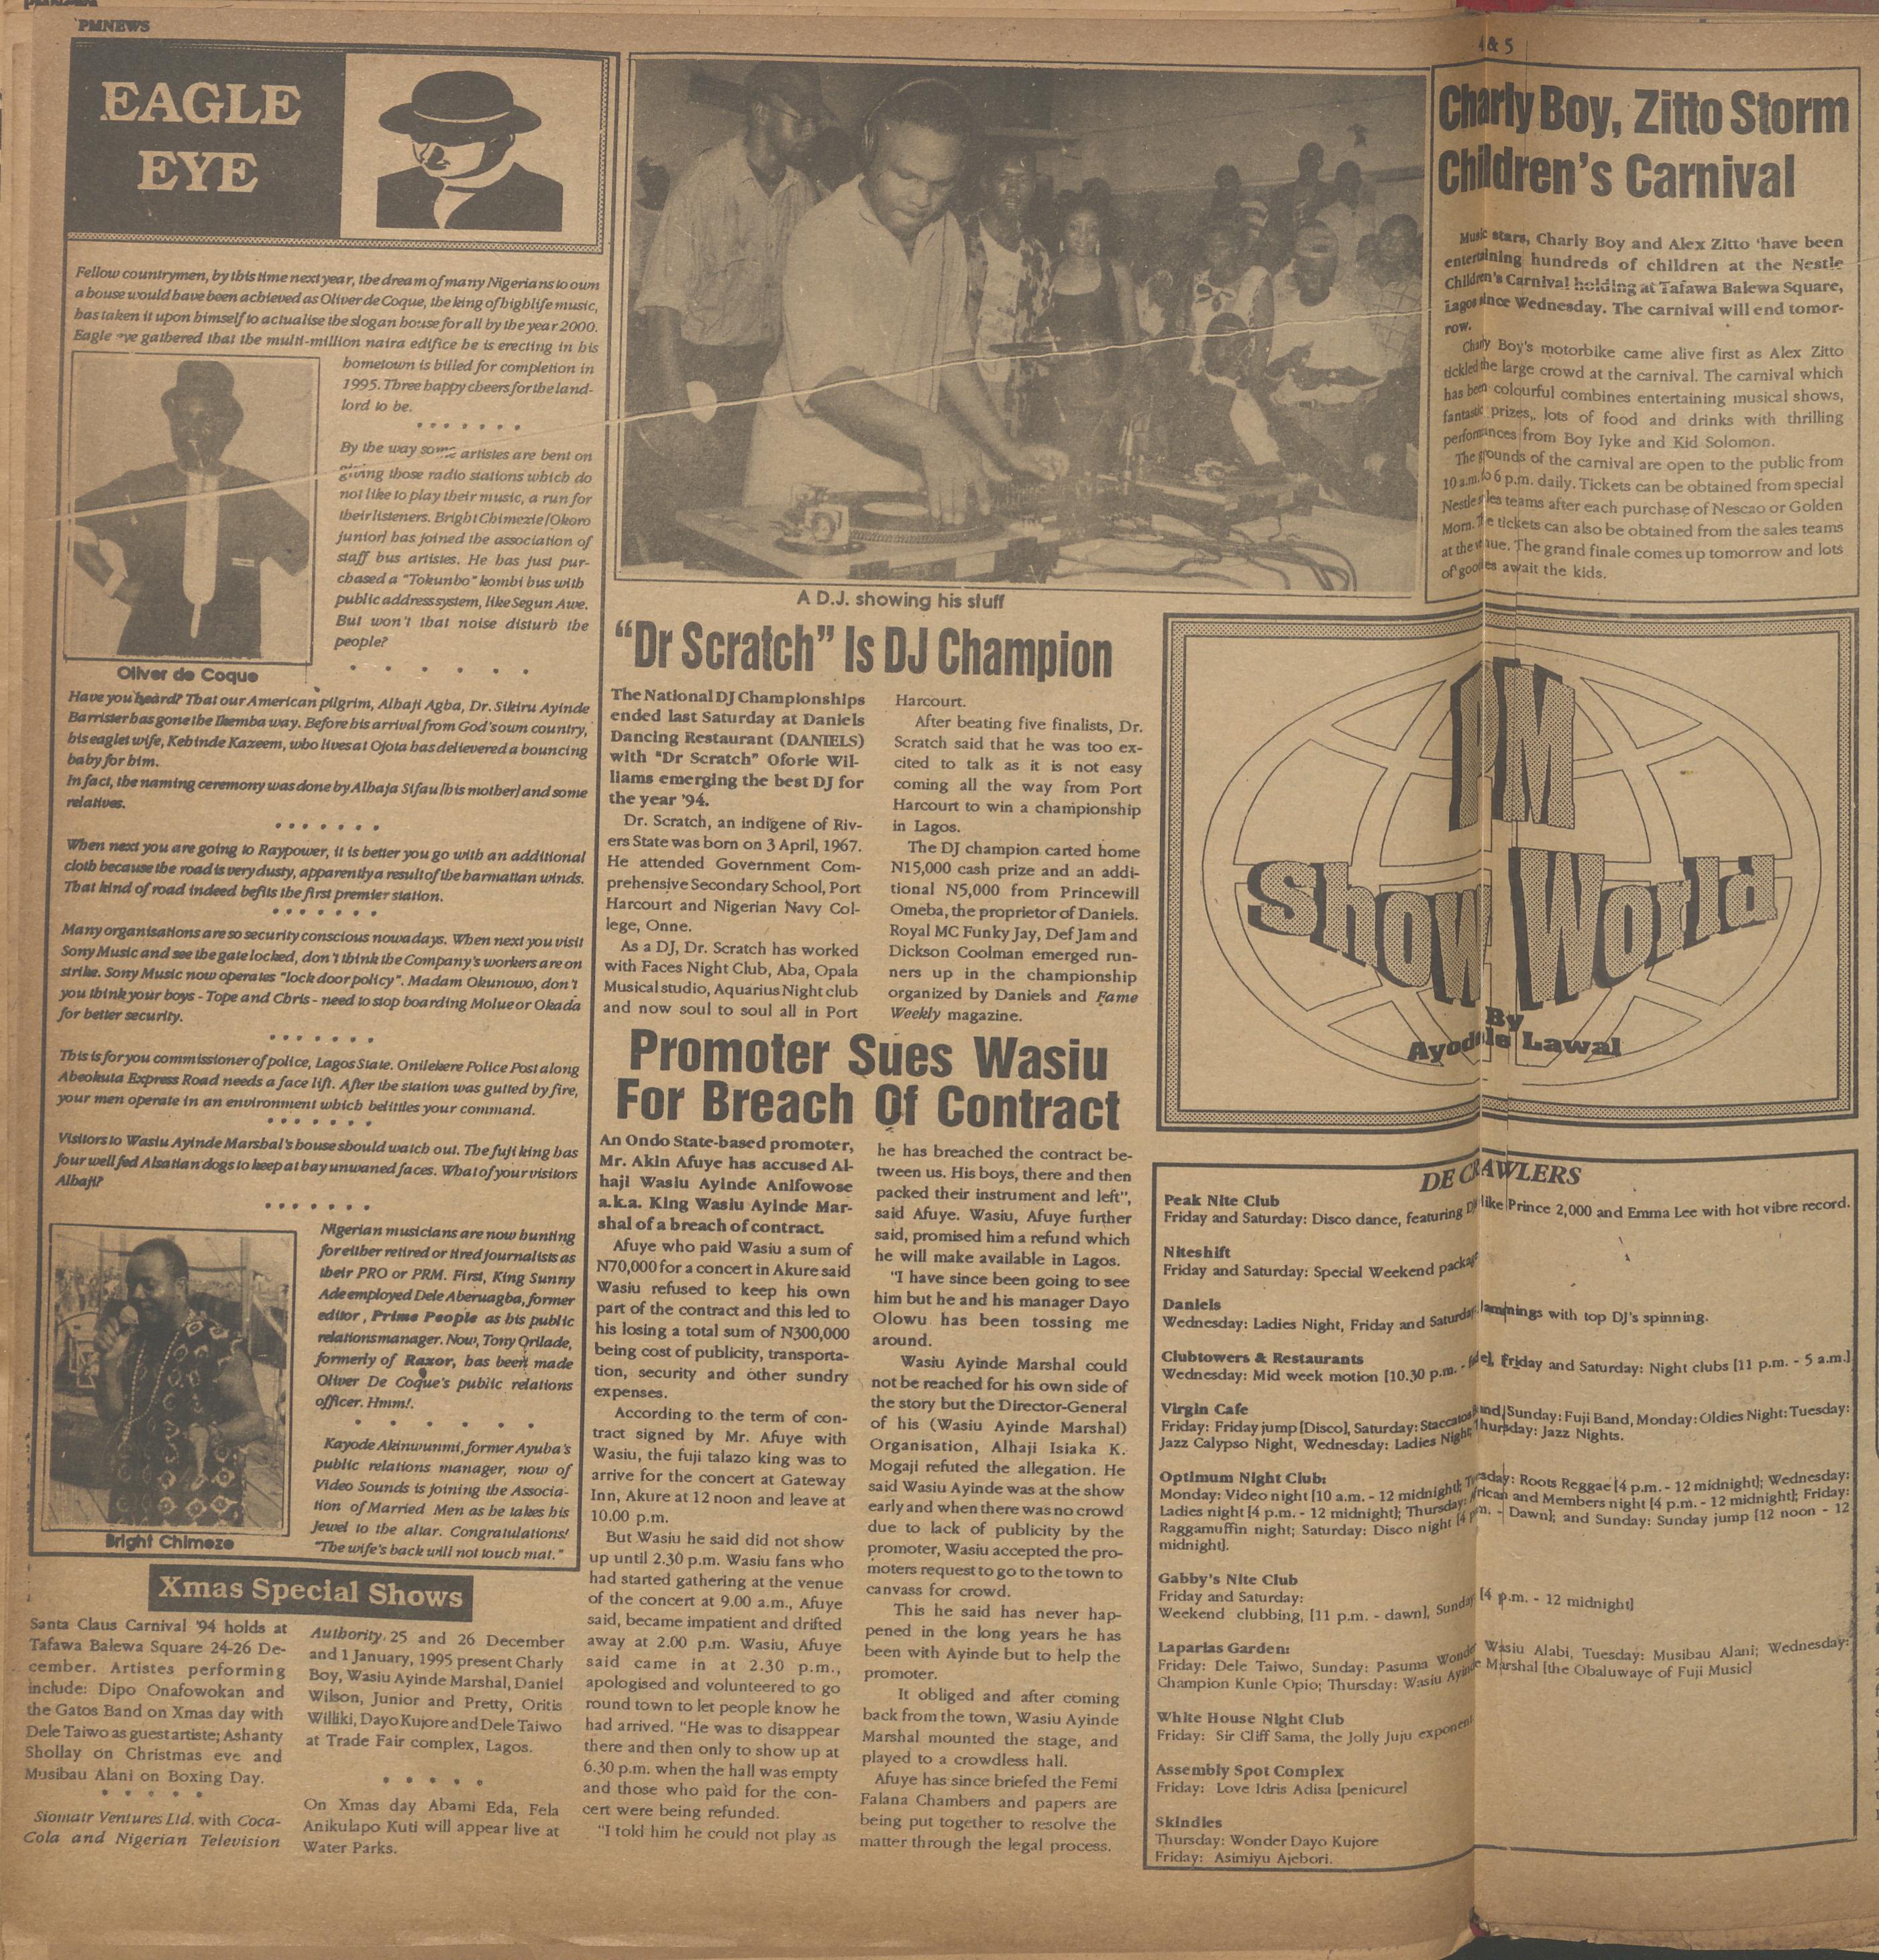 PMNEWS
4 & 5
EAGLE
EYE
Fellow countrymen, by this time next year, the dream of many Nigerians to own
a house would have been achieved as Oliver de Coque, the king of highlife music,
has taken it upon himself to actualise the slogan house for all by the year 2000.
Eagle eye gathered that the multi-million naira edifice he is erecting in his
hometown is billed for completion in
1995. Three happy cheers for the land-
lord to be.
By the way some artistes are bent on
giving those radio stations which do
not like to play their music, a run for
their listeners. Bright Chimezie [Okoro
junior] has joined the association of
staff bus artistes. He has just pur-
chased a "Tokunbo" kombi bus with
public address system, like Segun Awe.
But won't that noise disturb the
people?
Oliver de Coque
Have you heard? That our American pilgrim, Alhaji Agba, Dr. Sikiru Ayinde
Barrister has gone the Ikemba way. Before his arrival from God's own country,
his eaglet wife, Kehinde Kazeem, who lives at Ojota has delievered a bouncing
baby for him.
In fact, the naming ceremony was done by Alhaja Sifau [his mother] and some
relatives.
When next you are going to Raypower, it is better you go with an additional
cloth because the road is very dusty, apparently a result of the harmattan winds.
That kind of road indeed befits the first premier station.
Many organisations are so security conscious nowadays. When next you visit
Sony Music and see the gate locked, don't think the Company's workers are on
strike. Sony Music now operates "lock door policy". Madam Okunowo, don't
you think your boys - Tope and Chris - need to stop boarding Molue or Okada
for better security.
This is for you commissioner of police, Lagos State. Onilekere Police Post along
Abeokuta Express Road needs a face lift. After the station was gutted by fire,
your men operate in an environment which belittles your command.
Visitors to Wasiu Ayinde Marshal's house should watch out. The fuji king has
four well fed Alsatian dogs to keep at bay unwaned faces. What of your visitors
Alhaji?
Nigerian musicians are now hunting
for either retired or tired journalists as
their PRO or PRM. First, King Sunny
Ade employed Dele Aberuagba, former
editor, Prime People as his public
relations manager. Now, Tony Orilade,
formerly of Razor, has been made
Oliver De Coque's public relations
officer. Hmm!.
Kayode Akinwunmi, former Ayuba's
public relations manager, now of
Video Sounds is joining the Associa-
tion of Married Men as he takes his
Jewel to the altar. Congratulations!
"The wife's back will not touch mat."
Bright Chimeze
Xmas Special Shows
Santa Claus Carnival '94 holds at
Tafawa Balewa Square 24-26 De-
cember. Artistes performing
include: Dipo Onafowokan and
the Gatos Band on Xmas day with
Dele Taiwo as guest artiste; Ashanty
Shollay on Christmas eve and
Musibau Alani on Boxing Day.
Siomatr Ventures Ltd. with Coca-
Cola and Nigerian Television
Authority, 25 and 26 December
and 1 January, 1995 present Charly
Boy, Wasiu Ayinde Marshal, Daniel
Wilson, Junior and Pretty, Oritis
Williki, Dayo Kujore and Dele Taiwo
at Trade Fair complex, Lagos.
On Xmas day Abami Eda, Fela
Anikulapo Kuti will appear live at
Water Parks.
A D.J. showing his stuff
"Dr Scratch" Is DJ Champion
The National DJ Championships
ended last Saturday at Daniels
Dancing Restaurant (DANIELS)
with "Dr Scratch" Oforie Wil-
liams emerging the best DJ for
the year '94.
Dr. Scratch, an indigene of Riv-
ers State was born on 3 April, 1967.
He attended Government Com-
prehensive Secondary School, Port
Harcourt and Nigerian Navy Col-
lege, Onne.
As a DJ, Dr. Scratch has worked
with Faces Night Club, Aba, Opala
Musical studio, Aquarius Night club
and now soul to soul all in Port
Harcourt.
After beating five finalists, Dr.
Scratch said that he was too ex-
cited to talk as it is not easy
coming all the way from Port
Harcourt to win a championship
in Lagos.
The DJ champion carted home
N15,000 cash prize and an addi-
tional N5,000 from Princewill
Omeba, the proprietor of Daniels.
Royal MC Funky Jay, Def Jam and
Dickson Coolman emerged run-
ners up in the championship
organized by Daniels and Fame
Weekly magazine.
Promoter Sues Wasiu
For Breach Of Contract
An Ondo State-based promoter,
Mr. Akin Afuye has accused Al-
haji Wasiu Ayinde Anifowose
a.k.a. King Wasiu Ayinde Mar-
shal of a breach of contract.
Afuye who paid Wasiu a sum of
N70,000 for a concert in Akure said
Wasiu refused to keep his own
part of the contract and this led to
his losing a total sum of N300,000
being cost of publicity, transporta-
tion, security and other sundry
expenses.
According to the term of con-
tract signed by Mr. Afuye with
Wasiu, the fuji talazo king was to
arrive for the concert at Gateway
Inn, Akure at 12 noon and leave at
10.00 p.m.
But Wasiu he said did not show
up until 2.30 p.m. Wasiu fans who
had started gathering at the venue
of the concert at 9.00 a.m., Afuye
said, became impatient and drifted
away at 2.00 p.m. Wasiu, Afuye
said came in at 2.30 p.m.,
apologised and volunteered to go
round town to let people know he
had arrived. "He was to disappear
there and then only to show up at
6.30 p.m. when the hall was empty
and those who paid for the con-
cert were being refunded.
"I told him he could not play as
he has breached the contract be-
tween us. His boys, there and then
packed their instrument and left",
said Afuye. Wasiu, Afuye further
said, promised him a refund which
he will make available in Lagos.
"I have since been going to see
him but he and his manager Dayo
Olowu has been tossing me
around.
Wasiu Ayinde Marshal could
not be reached for his own side of
the story but the Director-General
of his (Wasiu Ayinde Marshal)
Organisation, Alhaji Isiaka K.
Mogaji refuted the allegation. He
said Wasiu Ayinde was at the show
early and when there was no crowd
due to lack of publicity by the
promoter, Wasiu accepted the pro-
moters request to go to the town to
canvass for crowd.
This he said has never hap-
pened in the long years he has
been with Ayinde but to help the
promoter.
It obliged and after coming
back from the town, Wasiu Ayinde
Marshal mounted the stage, and
played to a crowdless hall.
Afuye has since briefed the Femi
Falana Chambers and papers are
being put together to resolve the
matter through the legal process.
Charly Boy, Zitto Storm
Children's Carnival
Music stars, Charly Boy and Alex Zitto 'have been
entertaining hundreds of children at the Nestle
Children's Carnival holding at Tafawa Balewa Square,
Lagos since Wednesday. The carnival will end tomor-
row.
Charly Boy's motorbike came alive first as Alex Zitto
tickled the large crowd at the carnival. The carnival which
has been colourful combines entertaining musical shows,
fantastic prizes, lots of food and drinks with thrilling
performances from Boy Iyke and Kid Solomon.
The grounds of the carnival are open to the public from
10 a.m. to 6 p.m. daily. Tickets can be obtained from special
Nestle sales teams after each purchase of Nescao or Golden
Morn. The tickets can also be obtained from the sales teams
at the venue. The grand finale comes up tomorrow and lots
of goodies await the kids.
PM
Show World
By
Ayodele Lawal
DE CRAWLERS
Peak Nite Club
Friday and Saturday: Disco dance, featuring DJs like Prince 2,000 and Emma Lee with hot vibre record.
Niteshift
Friday and Saturday: Special Weekend package
Daniels
Wednesday: Ladies Night, Friday and Saturday: Jammings with top DJ's spinning.
Clubtowers & Restaurants
Wednesday: Mid week motion [10.30 p.m. - Friday and Saturday: Night clubs [11 p.m. - 5 a.m.]
Virgin Cafe
Friday: Friday jump [Disco], Saturday: Staccatos Band, Sunday: Fuji Band, Monday: Oldies Night: Tuesday:
Jazz Calypso Night, Wednesday: Ladies Night, Thursday: Jazz Nights.
Optimum Night Club:
Monday: Video night [10 a.m. - 12 midnight]; Tuesday: Roots Reggae [4 p.m. - 12 midnight]; Wednesday:
Ladies night [4 p.m. - 12 midnight]; Thursday: African and Members night [4 p.m. - 12 midnight]; Friday:
Raggamuffin night; Saturday: Disco night [4 p.m. - Dawn]; and Sunday: Sunday jump [12 noon - 12
midnight].
Gabby's Nite Club
Friday and Saturday:
Weekend clubbing, [11 p.m. - dawn], Sunday [4 p.m. - 12 midnight]
Laparias Garden:
Friday: Dele Taiwo, Sunday: Pasuma Wonder Wasiu Alabi, Tuesday: Musibau Alani; Wednesday:
Champion Kunle Opio; Thursday: Wasiu Ayinde Marshal [the Obaluwaye of Fuji Music]
White House Night Club
Friday: Sir Cliff Sama, the Jolly Juju exponent
Assembly Spot Complex
Friday: Love Idris Adisa [penicure]
Skindles
Thursday: Wonder Dayo Kujore
Friday: Asimiyu Ajebori.